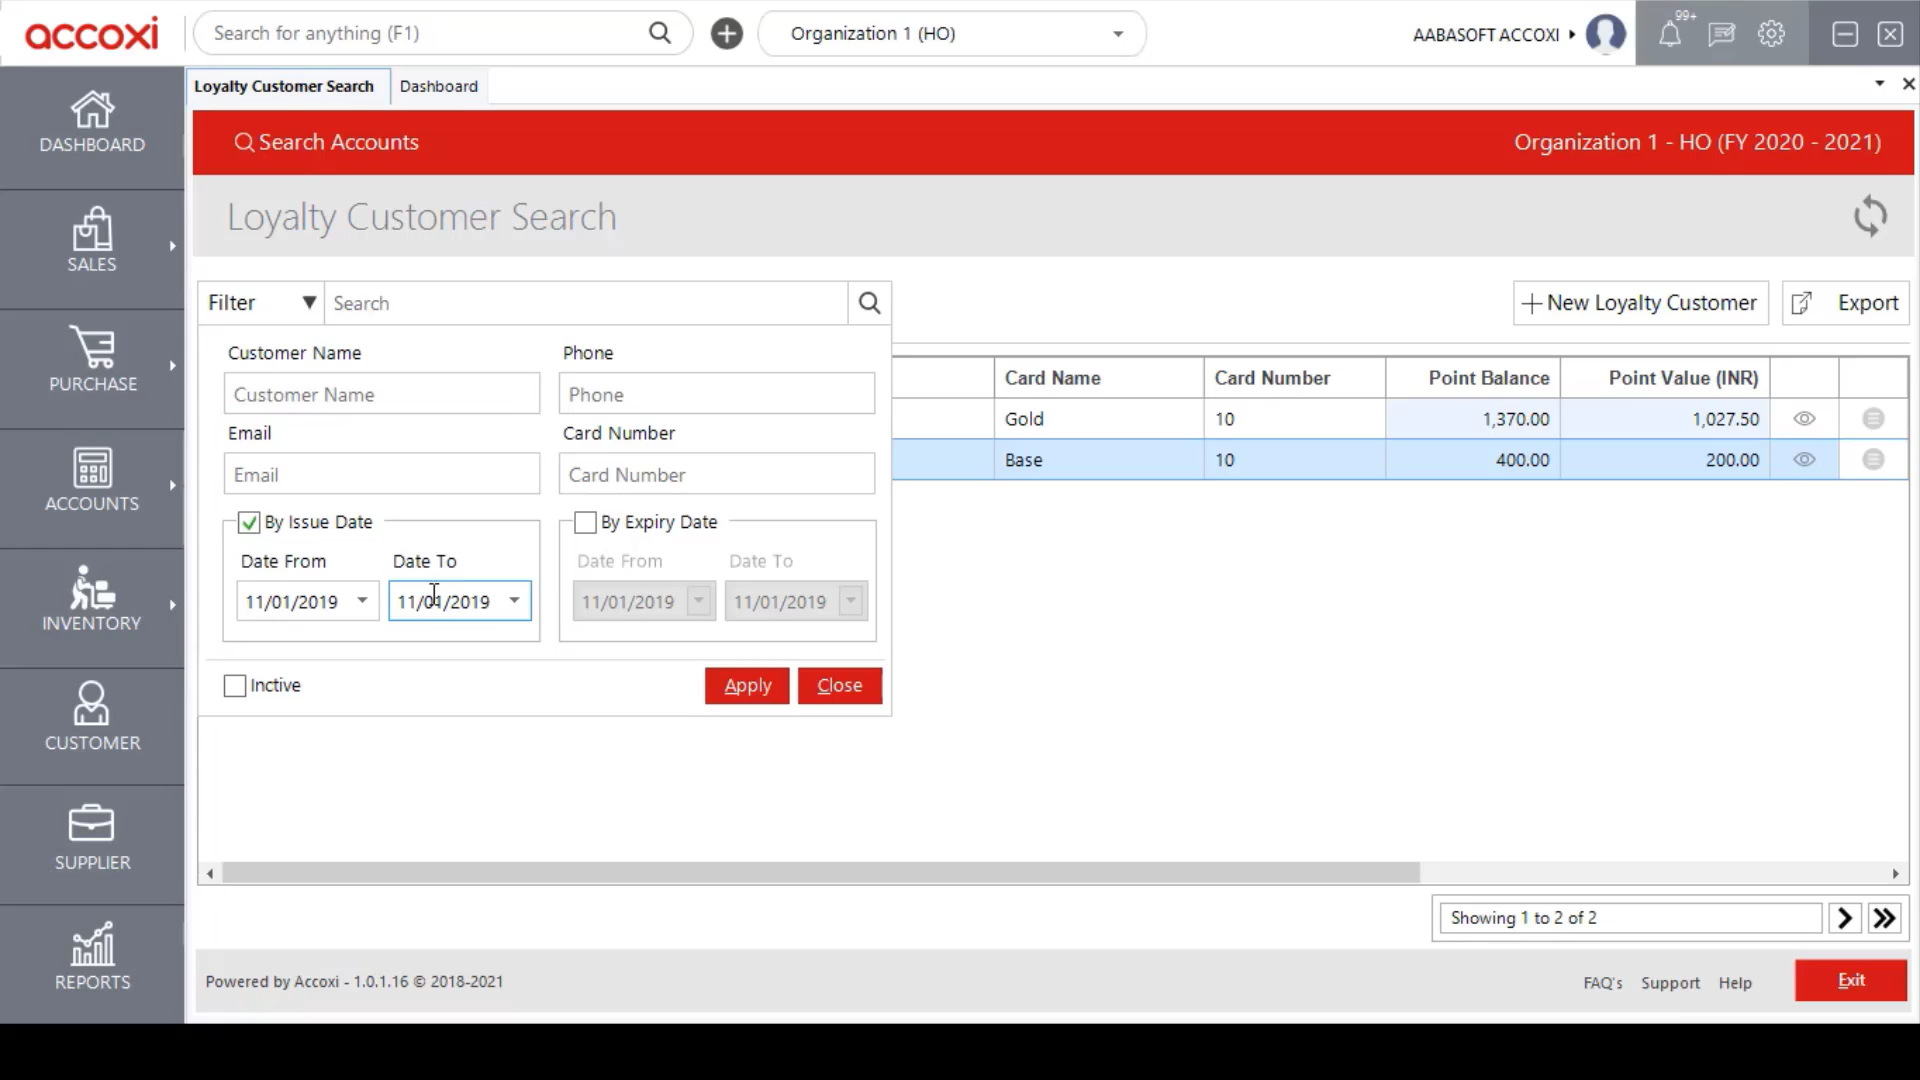 accoxi
Search for anything (F1)
Organization 1 (HO)
AABASOFT ACCOXI
99+
Loyalty Customer Search
Dashboard
Search Accounts
Organization 1 - HO (FY 2020 - 2021)
Loyalty Customer Search
DASHBOARD
SALES
PURCHASE
ACCOUNTS
INVENTORY
CUSTOMER
SUPPLIER
REPORTS
Filter
Search
New Loyalty Customer
Export
Customer Name
Phone
Customer Name
Phone
Email
Card Number
Email
Card Number
By Issue Date
By Expiry Date
Date From
Date To
Date From
Date To
11/01/2019
11/01/2019
11/01/2019
11/01/2019
Inctive
Apply
Close
Card Name Card Number Point Balance Point Value (INR)
Gold 10 1,370.00 1,027.50
Base 10 400.00 200.00
Showing 1 to 2 of 2
Powered by Accoxi - 1.0.1.16 © 2018-2021
FAQ's Support Help
Exit